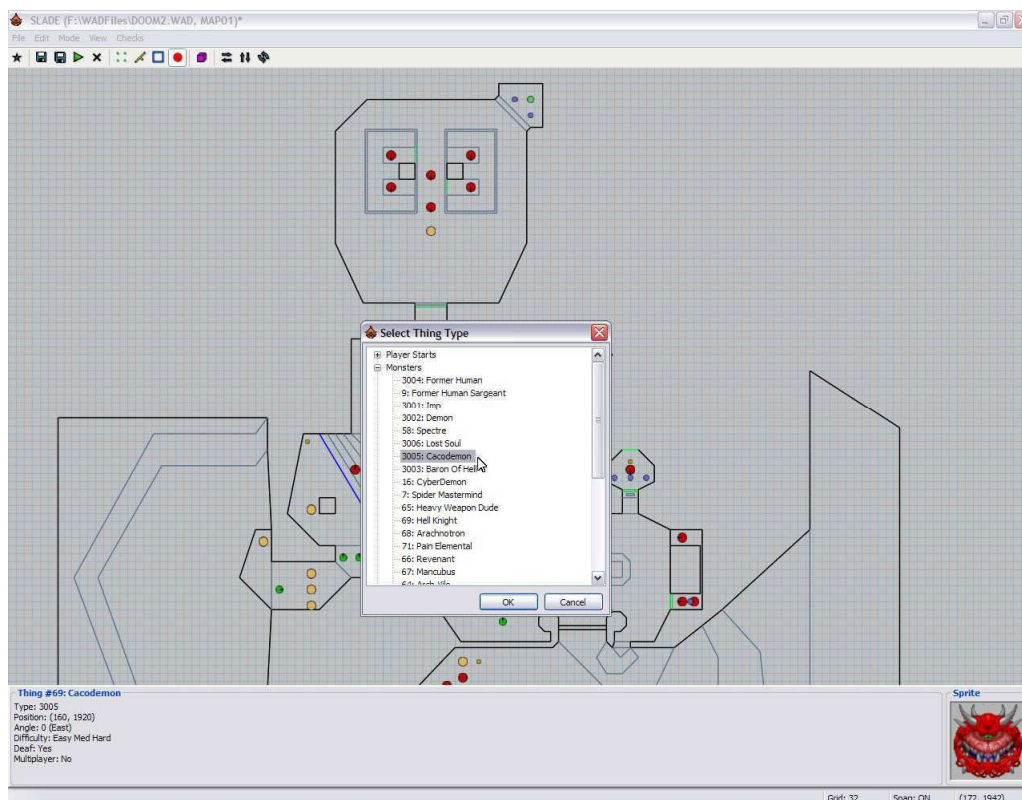 SLADE (F:\WADFiles\DOOM2.WAD, MAP01)*
File Edit Mode View Checks
Select Thing Type
Player Starts
Monsters
3004: Former Human
9: Former Human Sargeant
3001: Imp
3002: Demon
58: Spectre
3006: Lost Soul
3005: Cacodemon
3003: Baron Of Hell
16: CyberDemon
7: Spider Mastermind
65: Heavy Weapon Dude
69: Hell Knight
68: Arachnotron
71: Pain Elemental
66: Revenant
67: Mancubus
64: Arch-Vile
OK Cancel
Thing #69: Cacodemon
Type: 3005
Position: (160, 1920)
Angle: 0 (East)
Difficulty: Easy Med Hard
Deaf: Yes
Multiplayer: No
Sprite
Grid: 32 Snap: ON (172, 1942)